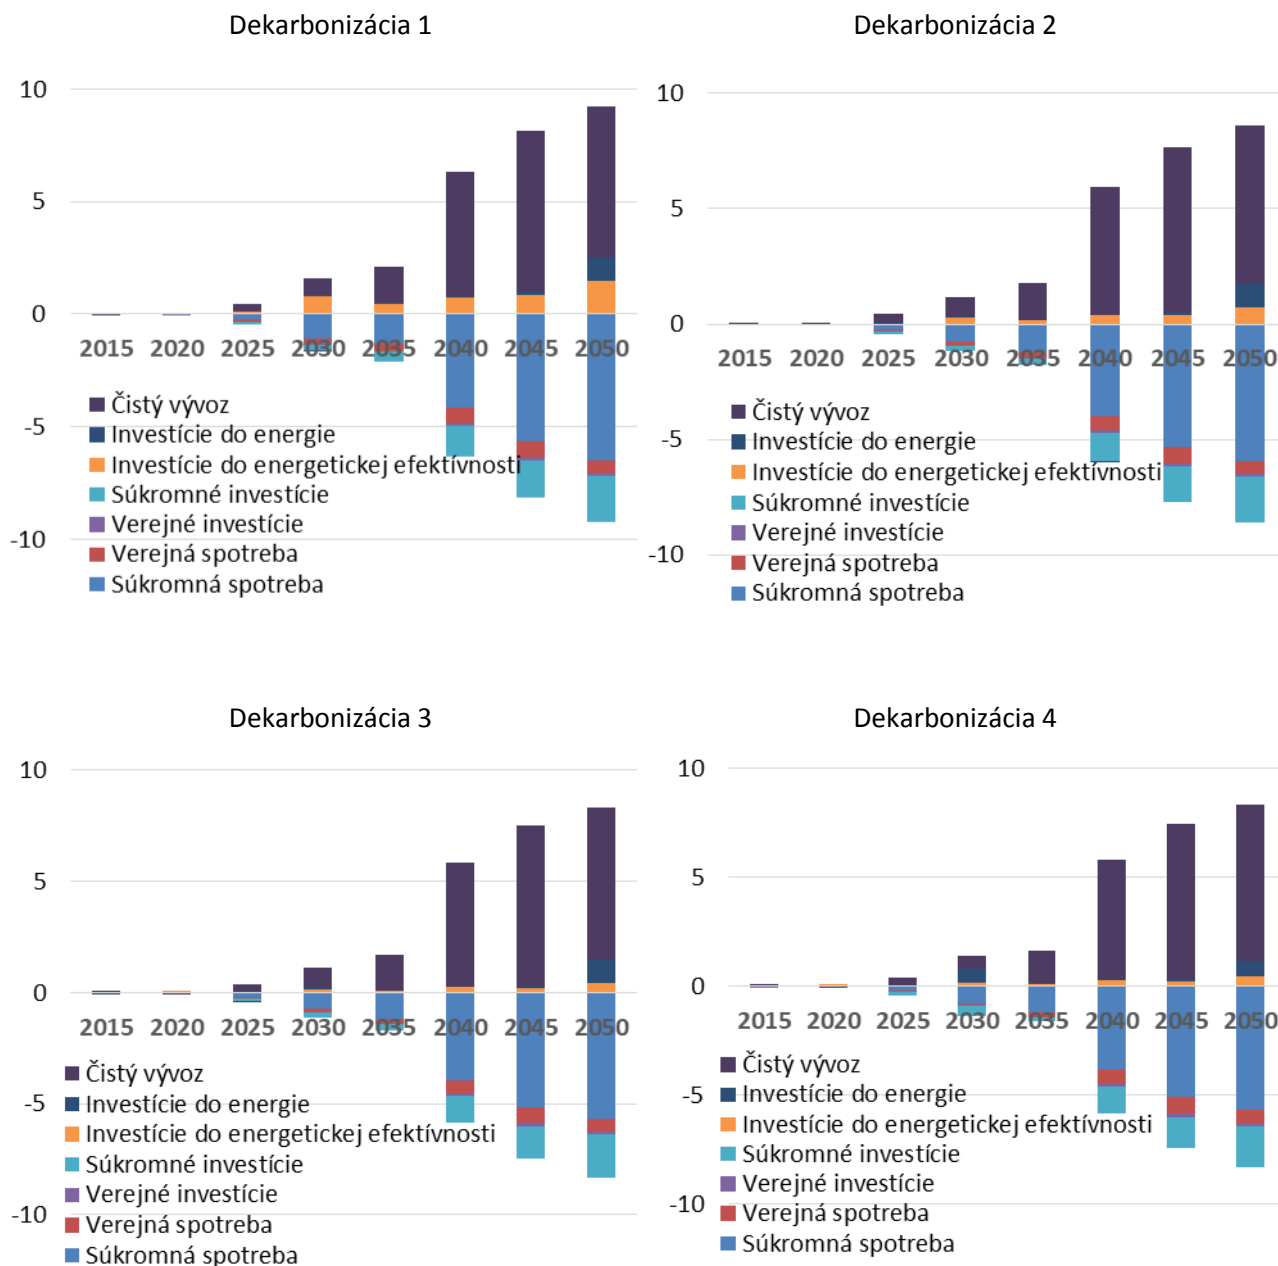 Dekarbonizácia 1
10
5
0
-5
-10
2015 2020 2025 2030 2035 2040 2045 2050
Čistý vývoz
Investície do energie
Investície do energetickej efektívnosti
Súkromné investície
Verejné investície
Verejná spotreba
Súkromná spotreba
Dekarbonizácia 2
10
5
0
-5
-10
2015 2020 2025 2030 2035 2040 2045 2050
Čistý vývoz
Investície do energie
Investície do energetickej efektívnosti
Súkromné investície
Verejné investície
Verejná spotreba
Súkromná spotreba
Dekarbonizácia 3
10
5
0
-5
-10
2015 2020 2025 2030 2035 2040 2045 2050
Čistý vývoz
Investície do energie
Investície do energetickej efektívnosti
Súkromné investície
Verejné investície
Verejná spotreba
Súkromná spotreba
Dekarbonizácia 4
10
5
0
-5
-10
2015 2020 2025 2030 2035 2040 2045 2050
Čistý vývoz
Investície do energie
Investície do energetickej efektívnosti
Súkromné investície
Verejné investície
Verejná spotreba
Súkromná spotreba